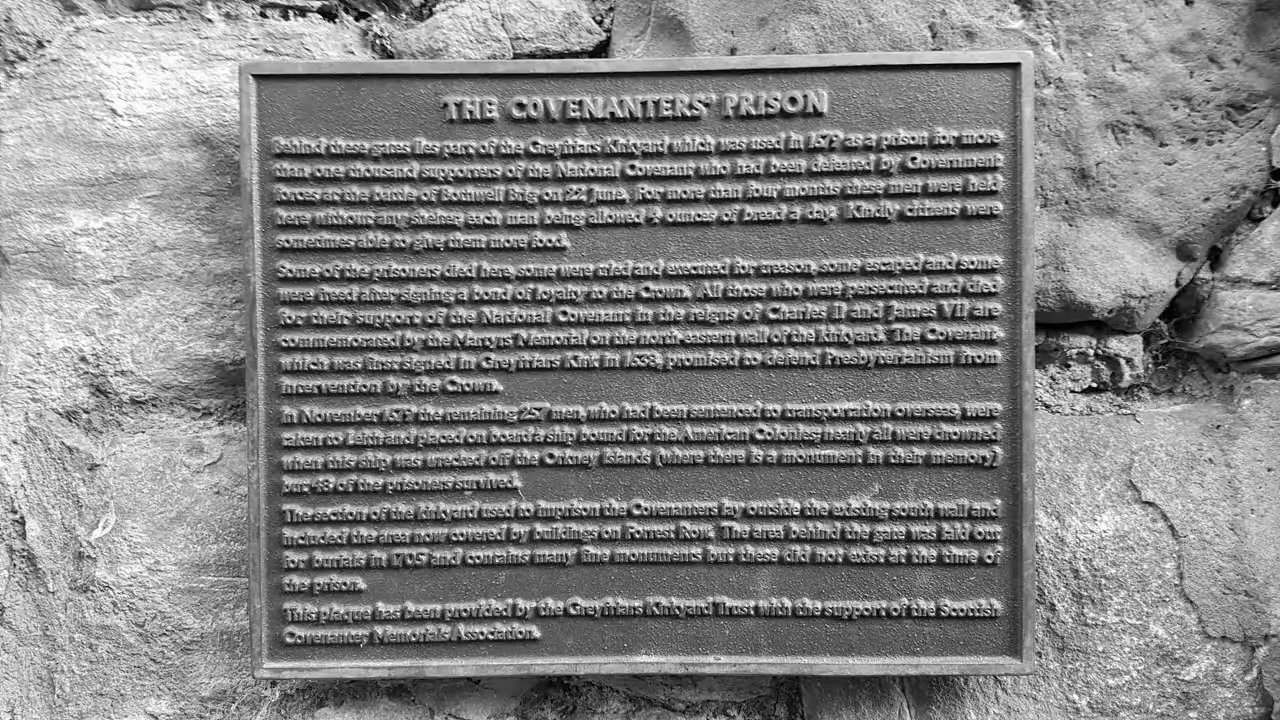 THE COVENANTERS' PRISON
Behind these gates lies part of the Greyfriars Kirkyard which was used in 1679 as a prison for more
than one thousand supporters of the National Covenant who had been defeated by Government
forces at the battle of Bothwell Brig on 22 June. For more than four months these men were held
here without any shelter, each man being allowed 4 ounces of bread a day. Kindly citizens were
sometimes able to give them more food.
Some of the prisoners died here, some were tried and executed for treason, some escaped and some
were freed after signing a bond of loyalty to the Crown. All those who were persecuted and died
for their support of the National Covenant in the reigns of Charles II and James VII are
commemorated by the Martyrs' Memorial on the north-eastern wall of the kirkyard. The Covenant,
which was first signed in Greyfriars Kirk in 1638, promised to defend Presbyterianism from
intervention by the Crown.
In November 1679 the remaining 257 men, who had been sentenced to transportation overseas, were
taken to Leith and placed on board a ship bound for the American Colonies; nearly all were drowned
when this ship was wrecked off the Orkney Islands (where there is a monument in their memory)
but 48 of the prisoners survived.
The section of the kirkyard used to imprison the Covenanters lay outside the existing south wall and
included the area now covered by buildings on Forrest Row. The area behind the gate was laid out
for burials in 1705 and contains many fine monuments but these did not exist at the time of
the prison.
This plaque has been provided by the Greyfriars Kirkyard Trust with the support of the Scottish
Covenanter Memorials Association.